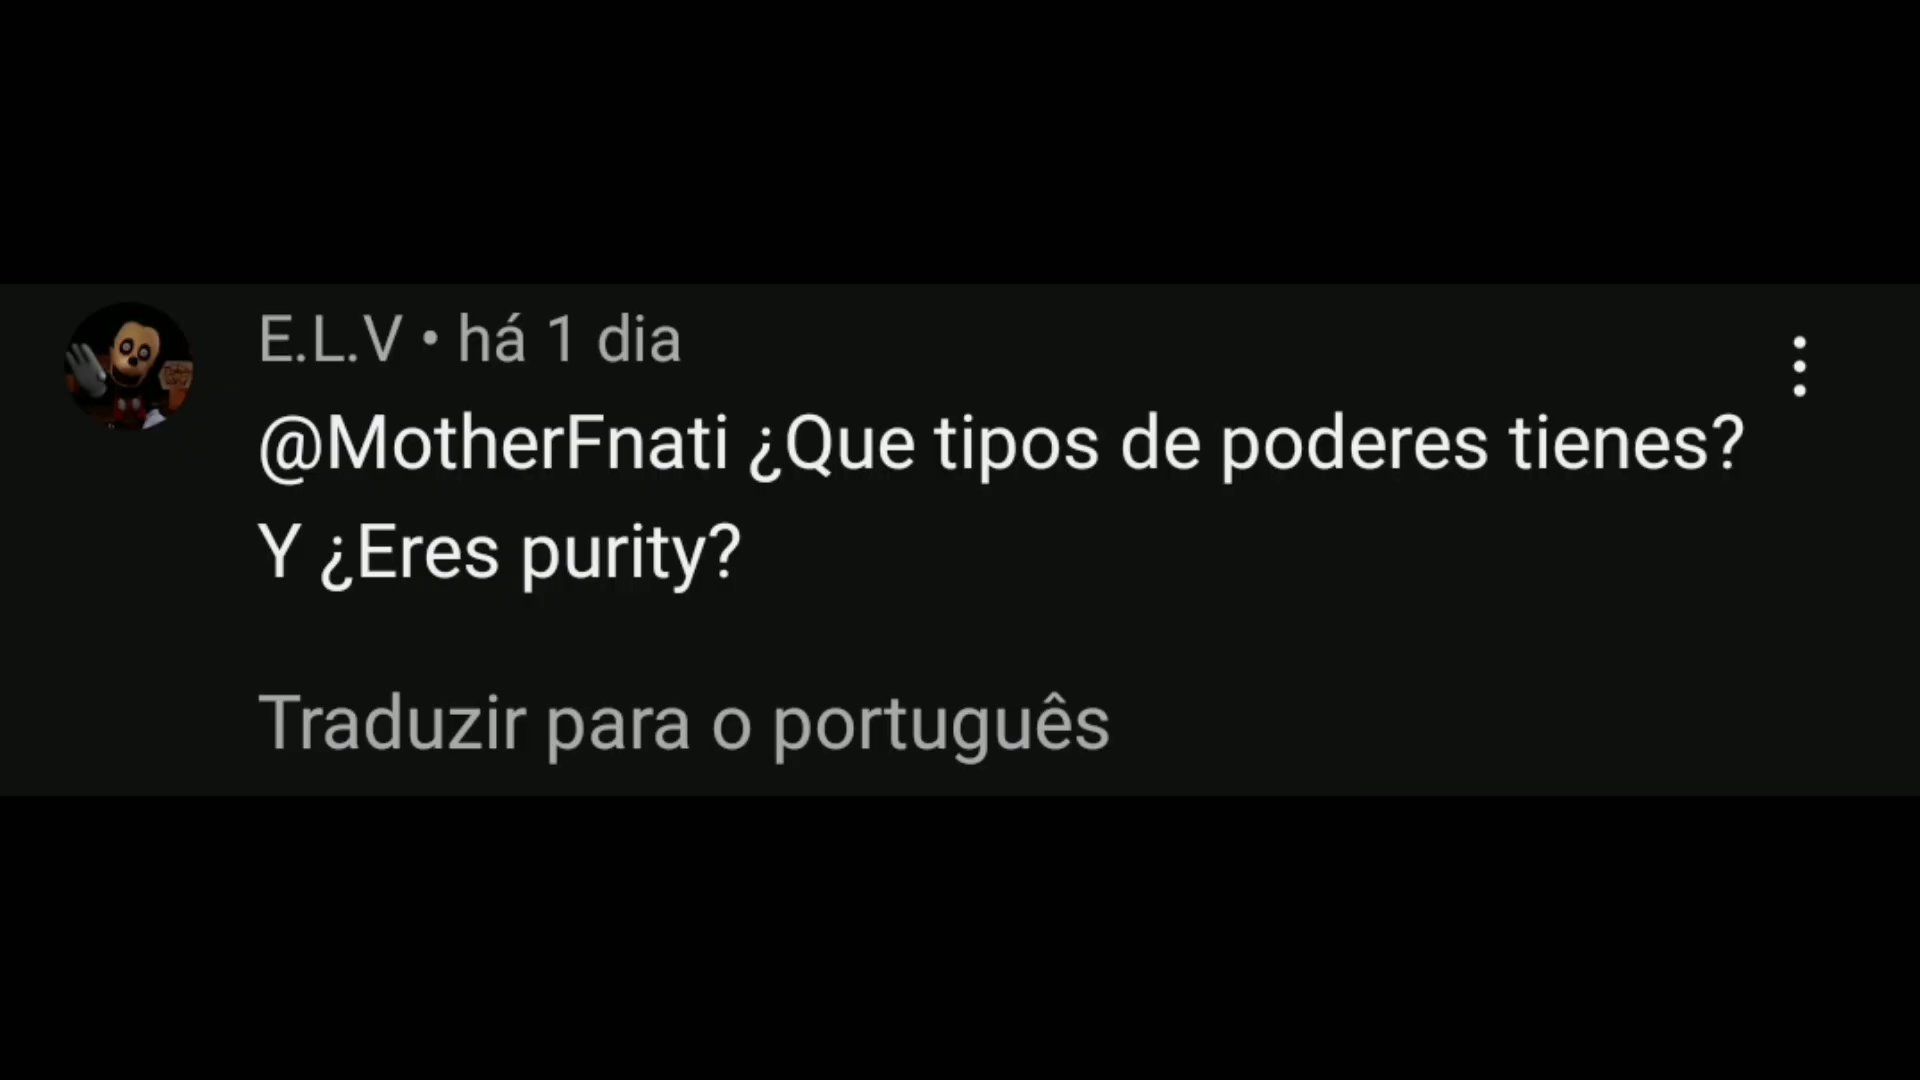 E.L.V • há 1 dia
@MotherFnati ¿Que tipos de poderes tienes?
Y ¿Eres purity?
Traduzir para o português